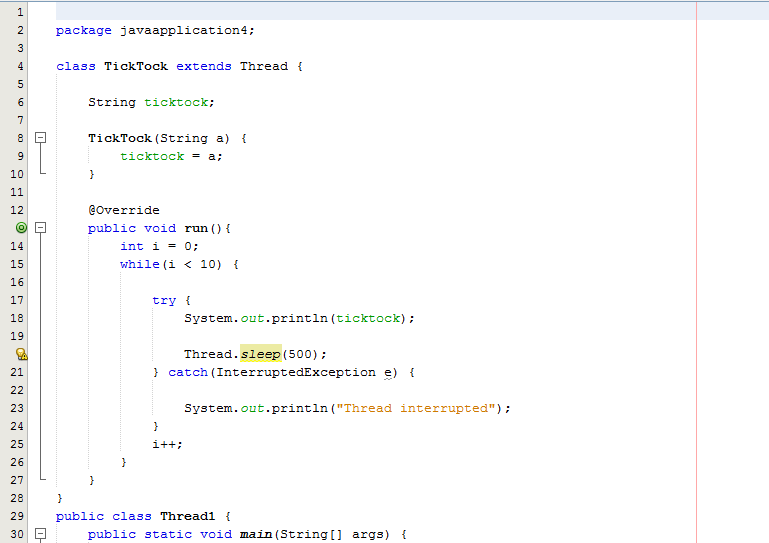 1
2 package javaapplication4;
3
4 class TickTock extends Thread {
5
6 String ticktock;
7
8 TickTock(String a) {
9 ticktock = a;
10 }
11
12 @Override
public void run(){
14 int i = 0;
15 while(i < 10) {
16
17 try {
18 System.out.println(ticktock);
19
Thread.sleep(500);
21 } catch(InterruptedException e) {
22
23 System.out.println("Thread interrupted");
24 }
25 i++;
26 }
27 }
28 }
29 public class Thread1 {
30 public static void main(String[] args) {